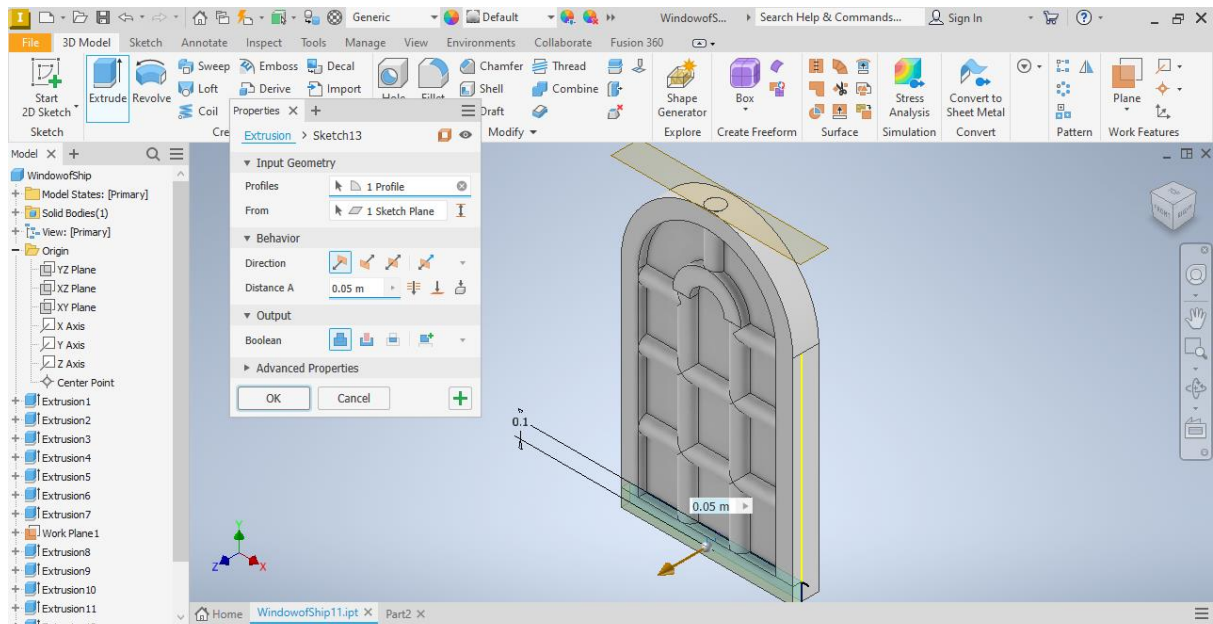 Generic
Default
WindowofS...
Search Help & Commands...
Sign In
File 3D Model Sketch Annotate Inspect Tools Manage View Environments Collaborate Fusion 360
Start
2D Sketch
Extrude
Revolve
Sweep
Loft
Coil
Emboss
Derive
Decal
Import
Chamfer
Shell
Draft
Thread
Combine
Shape
Generator
Box
Stress
Analysis
Convert to
Sheet Metal
Plane
Sketch
Cre
Modify
Explore
Create Freeform
Surface
Simulation
Convert
Pattern
Work Features
Properties
Extrusion > Sketch13
Input Geometry
Profiles 1 Profile
From 1 Sketch Plane
Behavior
Direction
Distance A 0.05 m
Output
Boolean
Advanced Properties
OK Cancel
Model
WindowofShip
Model States: [Primary]
Solid Bodies(1)
View: [Primary]
Origin
YZ Plane
XZ Plane
XY Plane
X Axis
Y Axis
Z Axis
Center Point
Extrusion1
Extrusion2
Extrusion3
Extrusion4
Extrusion5
Extrusion6
Extrusion7
Work Plane1
Extrusion8
Extrusion9
Extrusion10
Extrusion11
0.1
0.05 m
FRONT
Y
Z
X
Home WindowofShip11.ipt Part2